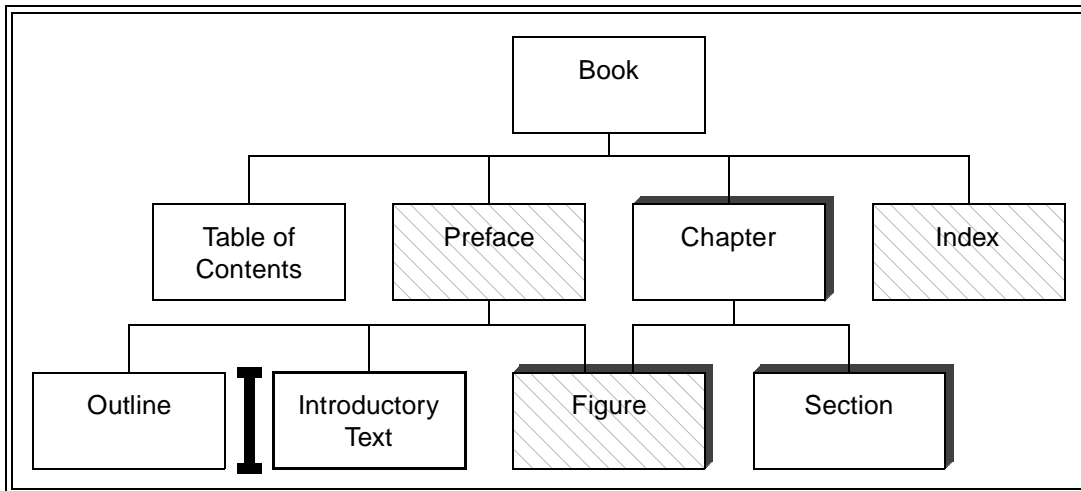 Book
Table of
Contents
Preface
Chapter
Index
Outline
Introductory
Text
Figure
Section